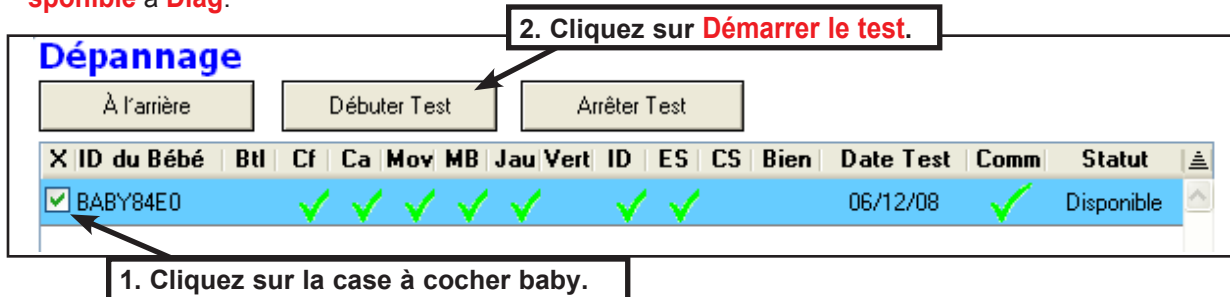 sponible à Diag.
2. Cliquez sur Démarrer le test.
Dépannage
À l'arrière Débuter Test Arrêter Test
X ID du Bébé Btl Cf Ca Mov MB Jau Vert ID ES CS Bien Date Test Comm Statut
BABY84E0 06/12/08 Disponible
1. Cliquez sur la case à cocher baby.